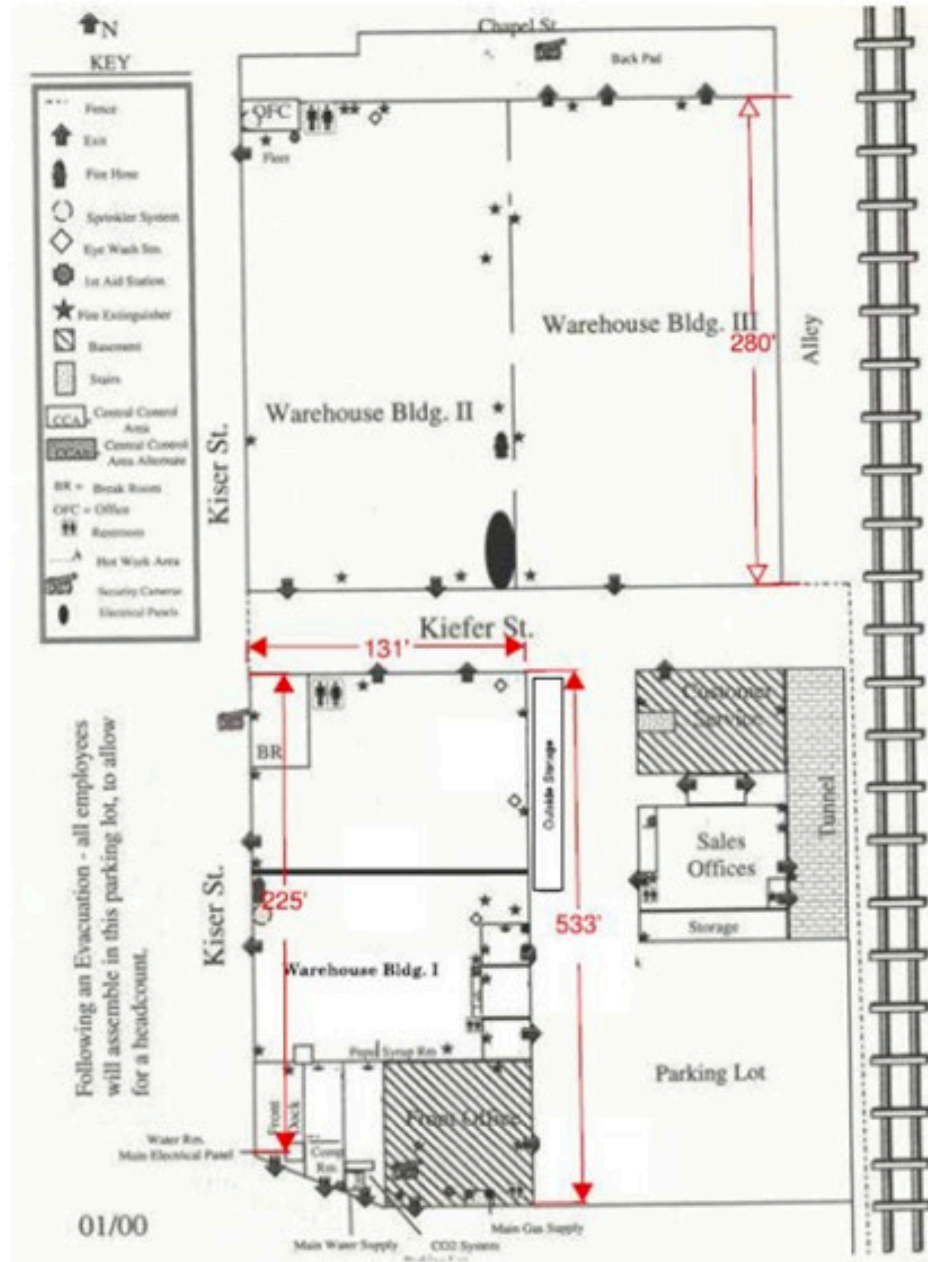 N
KEY
Fence
Exit
Fire Hose
Sprinkler System
Eye Wash Stn.
1st Aid Station
Fire Extinguisher
Basement
Stairs
CCA = Central Control
Area
Central Control
Area Alternate
BR = Break Room
OFC = Office
Restroom
A Hot Work Area
Security Cameras
Electrical Panels
Chapel St.
Back Pad
OFC
Warehouse Bldg. III
280'
Alley
Warehouse Bldg. II
Kiser St.
Kiefer St.
131'
Customer
Service
BR
Outside Storage
Tunnel
Sales
Offices
Storage
Following an Evacuation - all employees
will assemble in this parking lot, to allow
for a headcount.
Kiser St.
225'
533'
Warehouse Bldg. I
Syrup Rm
Parking Lot
Front
Dock
Front Office
Water Rm.
Main Electrical Panel
Comp
Rm.
01/00
Main Gas Supply
Main Water Supply
CO2 System